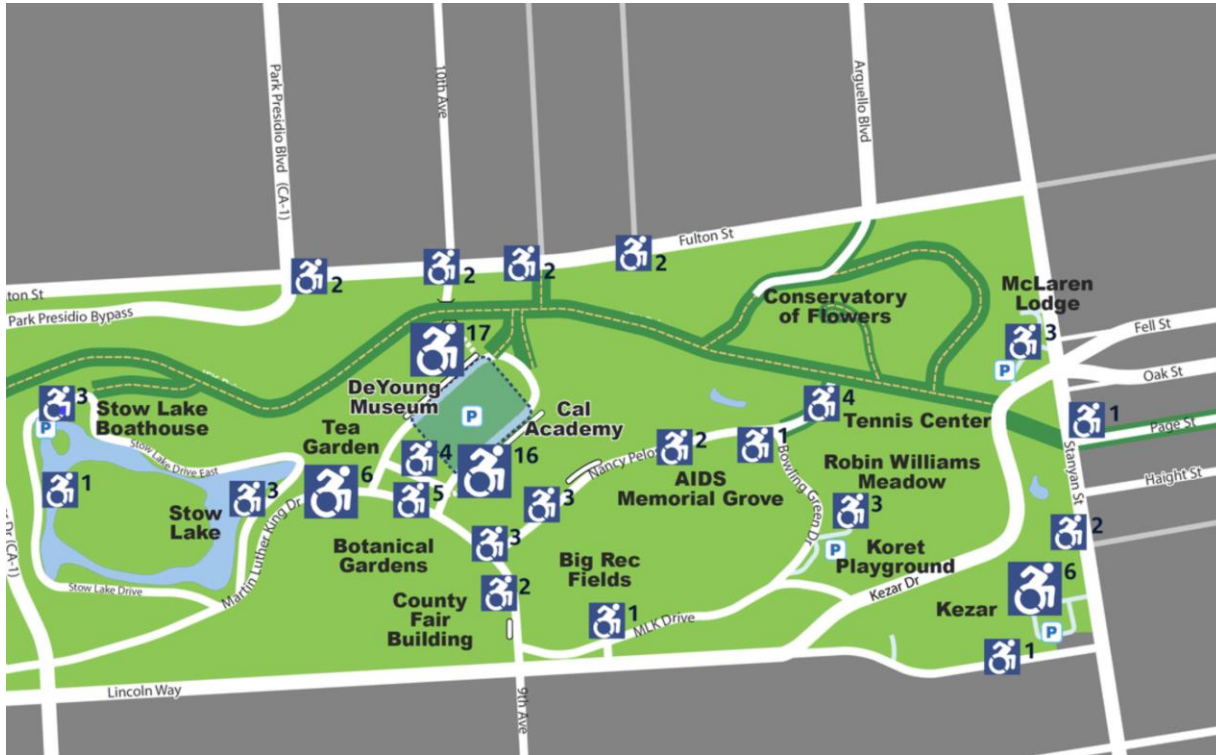 Park Presidio Blvd (CA-1)
10th Ave
Arguello Blvd
Fulton St
2
2
2
2
ton St
Park Presidio Bypass
McLaren
Lodge
3
P
Conservatory
of Flowers
Fell St
Oak St
17
DeYoung
Museum
P
Cal
Academy
3
P
Stow Lake
Boathouse
Stow Lake Drive East
Tea
Garden
4
16
6
5
4
Tennis Center
1
Page St
Stanyan St
Haight St
2
1
Nancy Pelos
AIDS
Memorial Grove
Bowling Green Dr
Robin Williams
Meadow
3
P
Koret
Playground
1
3
Stow
Lake
Martin Luther King Dr
Botanical
Gardens
3
3
Big Rec
Fields
2
Dr (CA-1)
Stow Lake Drive
County
Fair
Building
2
1
MLK Drive
Kezar Dr
Kezar
6
P
1
Lincoln Way
9th Ave